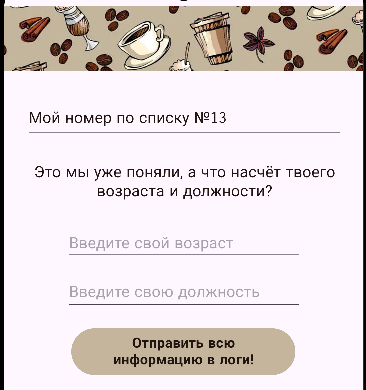 Мой номер по списку №13
Это мы уже поняли, а что насчёт твоего
возраста и должности?
Введите свой возраст
Введите свою должность
Отправить всю
информацию в логи!